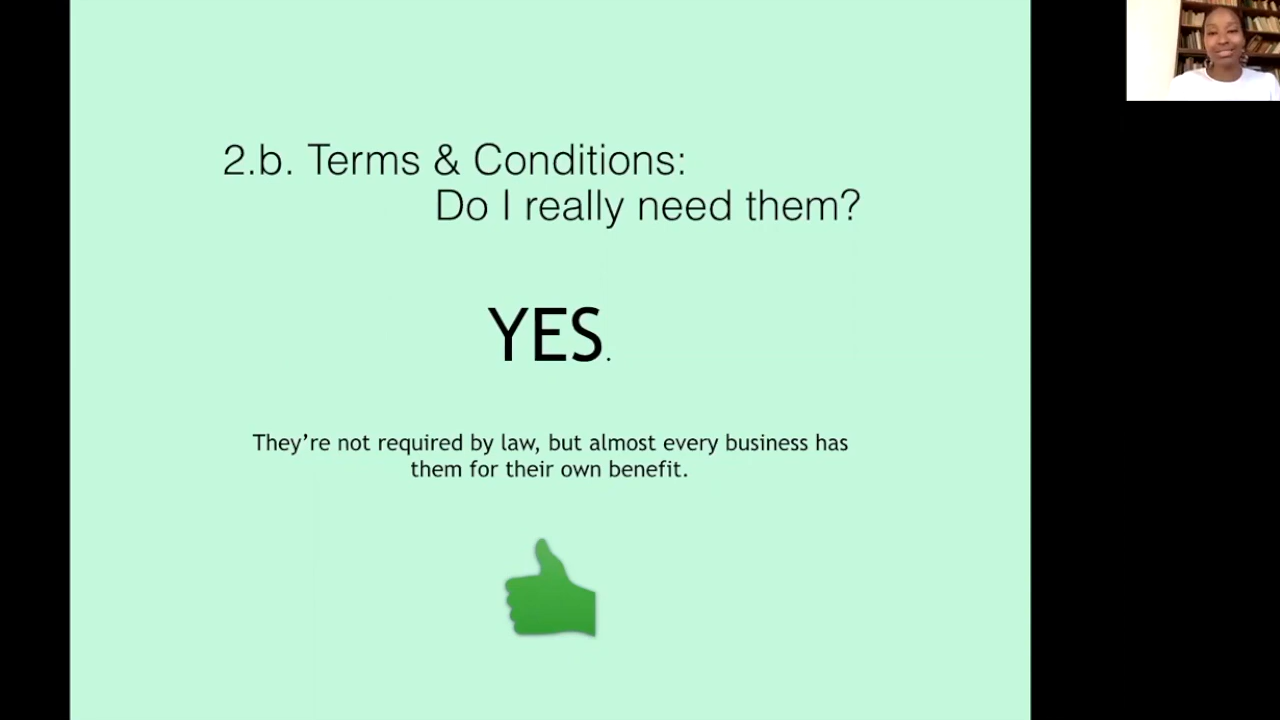 2.b. Terms & Conditions:
Do I really need them?
YES.
They’re not required by law, but almost every business has
them for their own benefit.